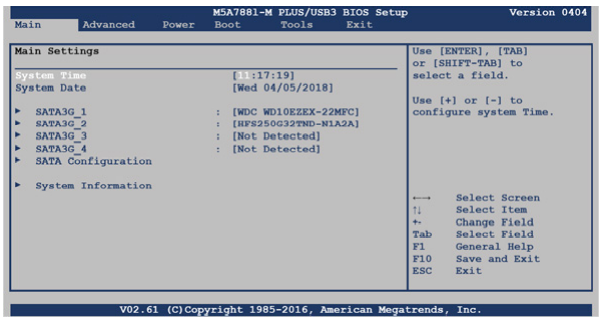 M5A7881-M PLUS/USB3 BIOS Setup Version 0404
Main Advanced Power Boot Tools Exit
Main Settings
System Time [11:17:19]
System Date [Wed 04/05/2018]
SATA3G_1 : [WDC WD10EZEX-22MFC]
SATA3G_2 : [HFS250G32TND-N1A2A]
SATA3G_3 : [Not Detected]
SATA3G_4 : [Not Detected]
SATA Configuration
System Information
Use [ENTER], [TAB]
or [SHIFT-TAB] to
select a field.
Use [+] or [-] to
configure system Time.
←→ Select Screen
↑↓ Select Item
+- Change Field
Tab Select Field
F1 General Help
F10 Save and Exit
ESC Exit
V02.61 (C)Copyright 1985-2016, American Megatrends, Inc.